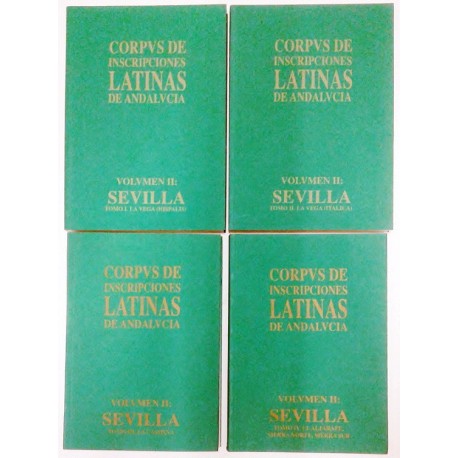 CORPVS DE
INSCRIPCIONES
LATINAS
DE ANDALVCIA
VOLVMEN II:
SEVILLA
TOMO I. LA VEGA (HISPALIS)
CORPVS DE
INSCRIPCIONES
LATINAS
DE ANDALVCIA
VOLVMEN II:
SEVILLA
TOMO II. LA VEGA (ITALICA)
CORPVS DE
INSCRIPCIONES
LATINAS
DE ANDALVCIA
VOLVMEN II:
SEVILLA
CORPVS DE
INSCRIPCIONES
LATINAS
DE ANDALVCIA
VOLVMEN II:
SEVILLA
TOMO IV.